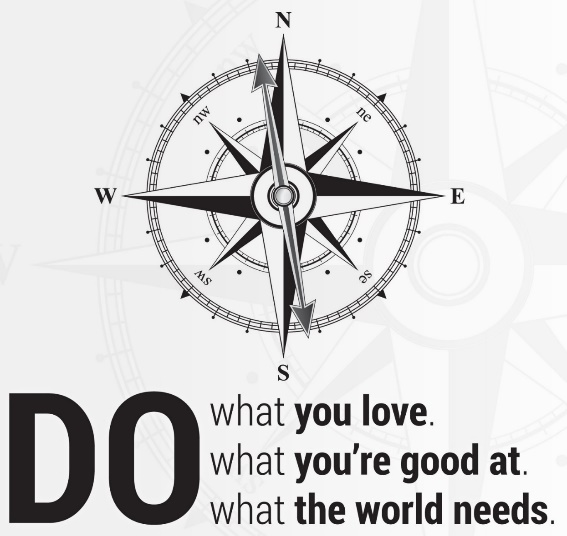 N
nw
ne
W
E
sw
se
S
DO
what you love.
what you're good at.
what the world needs.